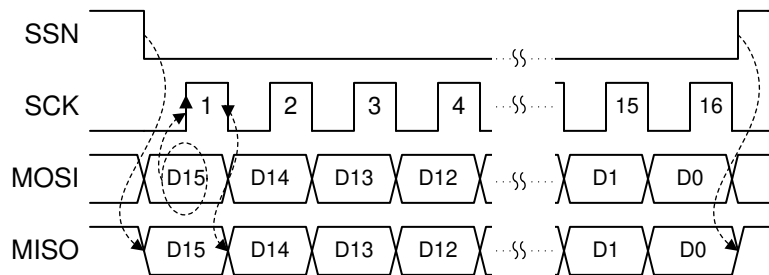 SSN
SCK 1 2 3 4 15 16
MOSI D15 D14 D13 D12 D1 D0
MISO D15 D14 D13 D12 D1 D0